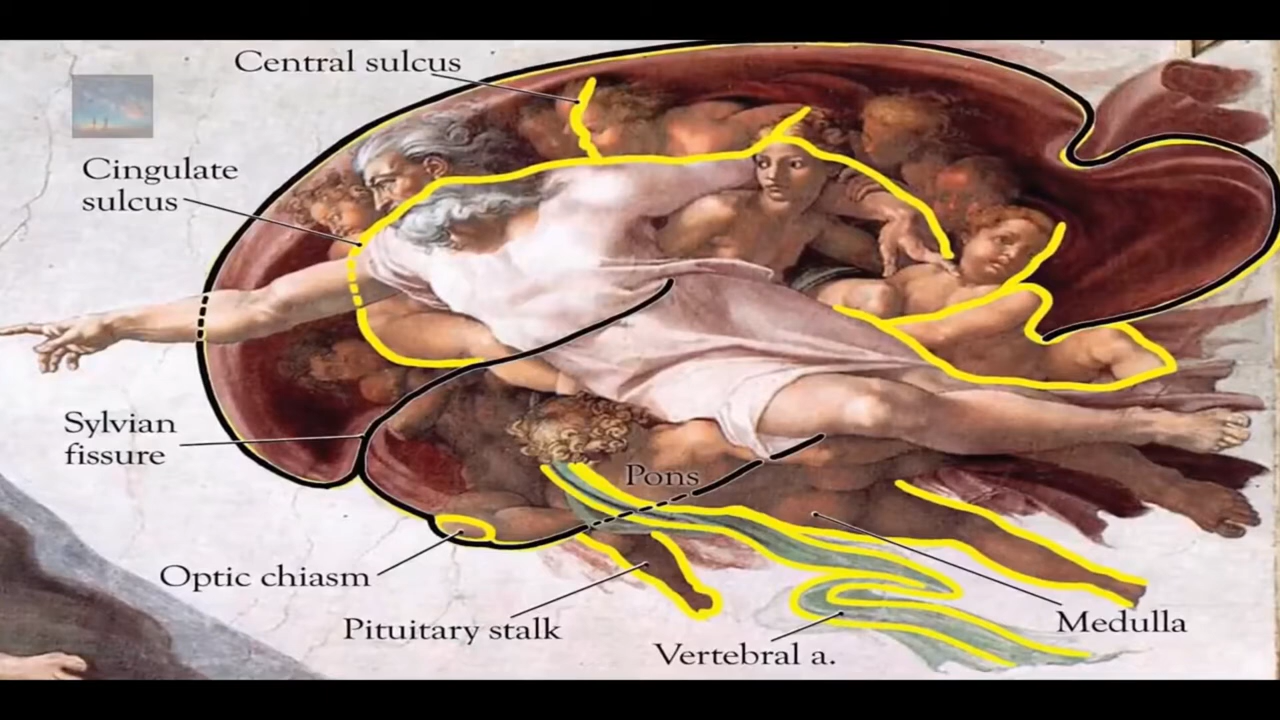 Central sulcus
Cingulate
sulcus
Sylvian
fissure
Pons
Optic chiasm
Pituitary stalk
Vertebral a.
Medulla